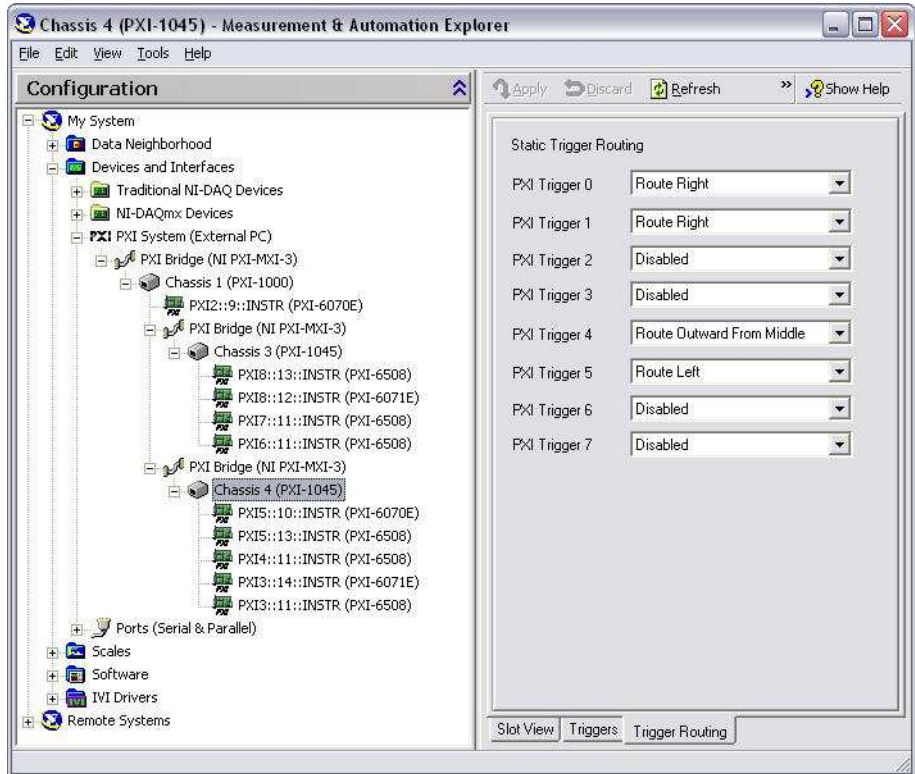 Chassis 4 (PXI-1045) - Measurement & Automation Explorer
File Edit View Tools Help
Configuration
Apply Discard Refresh » Show Help
My System
Data Neighborhood
Devices and Interfaces
Traditional NI-DAQ Devices
NI-DAQmx Devices
PXI PXI System (External PC)
PXI Bridge (NI PXI-MXI-3)
Chassis 1 (PXI-1000)
PXI2::9::INSTR (PXI-6070E)
PXI Bridge (NI PXI-MXI-3)
Chassis 3 (PXI-1045)
PXI8::13::INSTR (PXI-6508)
PXI8::12::INSTR (PXI-6071E)
PXI7::11::INSTR (PXI-6508)
PXI6::11::INSTR (PXI-6508)
PXI Bridge (NI PXI-MXI-3)
Chassis 4 (PXI-1045)
PXI5::10::INSTR (PXI-6070E)
PXI5::13::INSTR (PXI-6508)
PXI4::11::INSTR (PXI-6508)
PXI3::14::INSTR (PXI-6071E)
PXI3::11::INSTR (PXI-6508)
Ports (Serial & Parallel)
Scales
Software
IVI Drivers
Remote Systems
Static Trigger Routing
PXI Trigger 0 Route Right
PXI Trigger 1 Route Right
PXI Trigger 2 Disabled
PXI Trigger 3 Disabled
PXI Trigger 4 Route Outward From Middle
PXI Trigger 5 Route Left
PXI Trigger 6 Disabled
PXI Trigger 7 Disabled
Slot View Triggers Trigger Routing